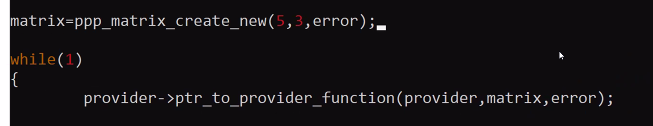 matrix=ppp_matrix_create_new(5,3,error);
while(1)
{
provider->ptr_to_provider_function(provider,matrix,error);